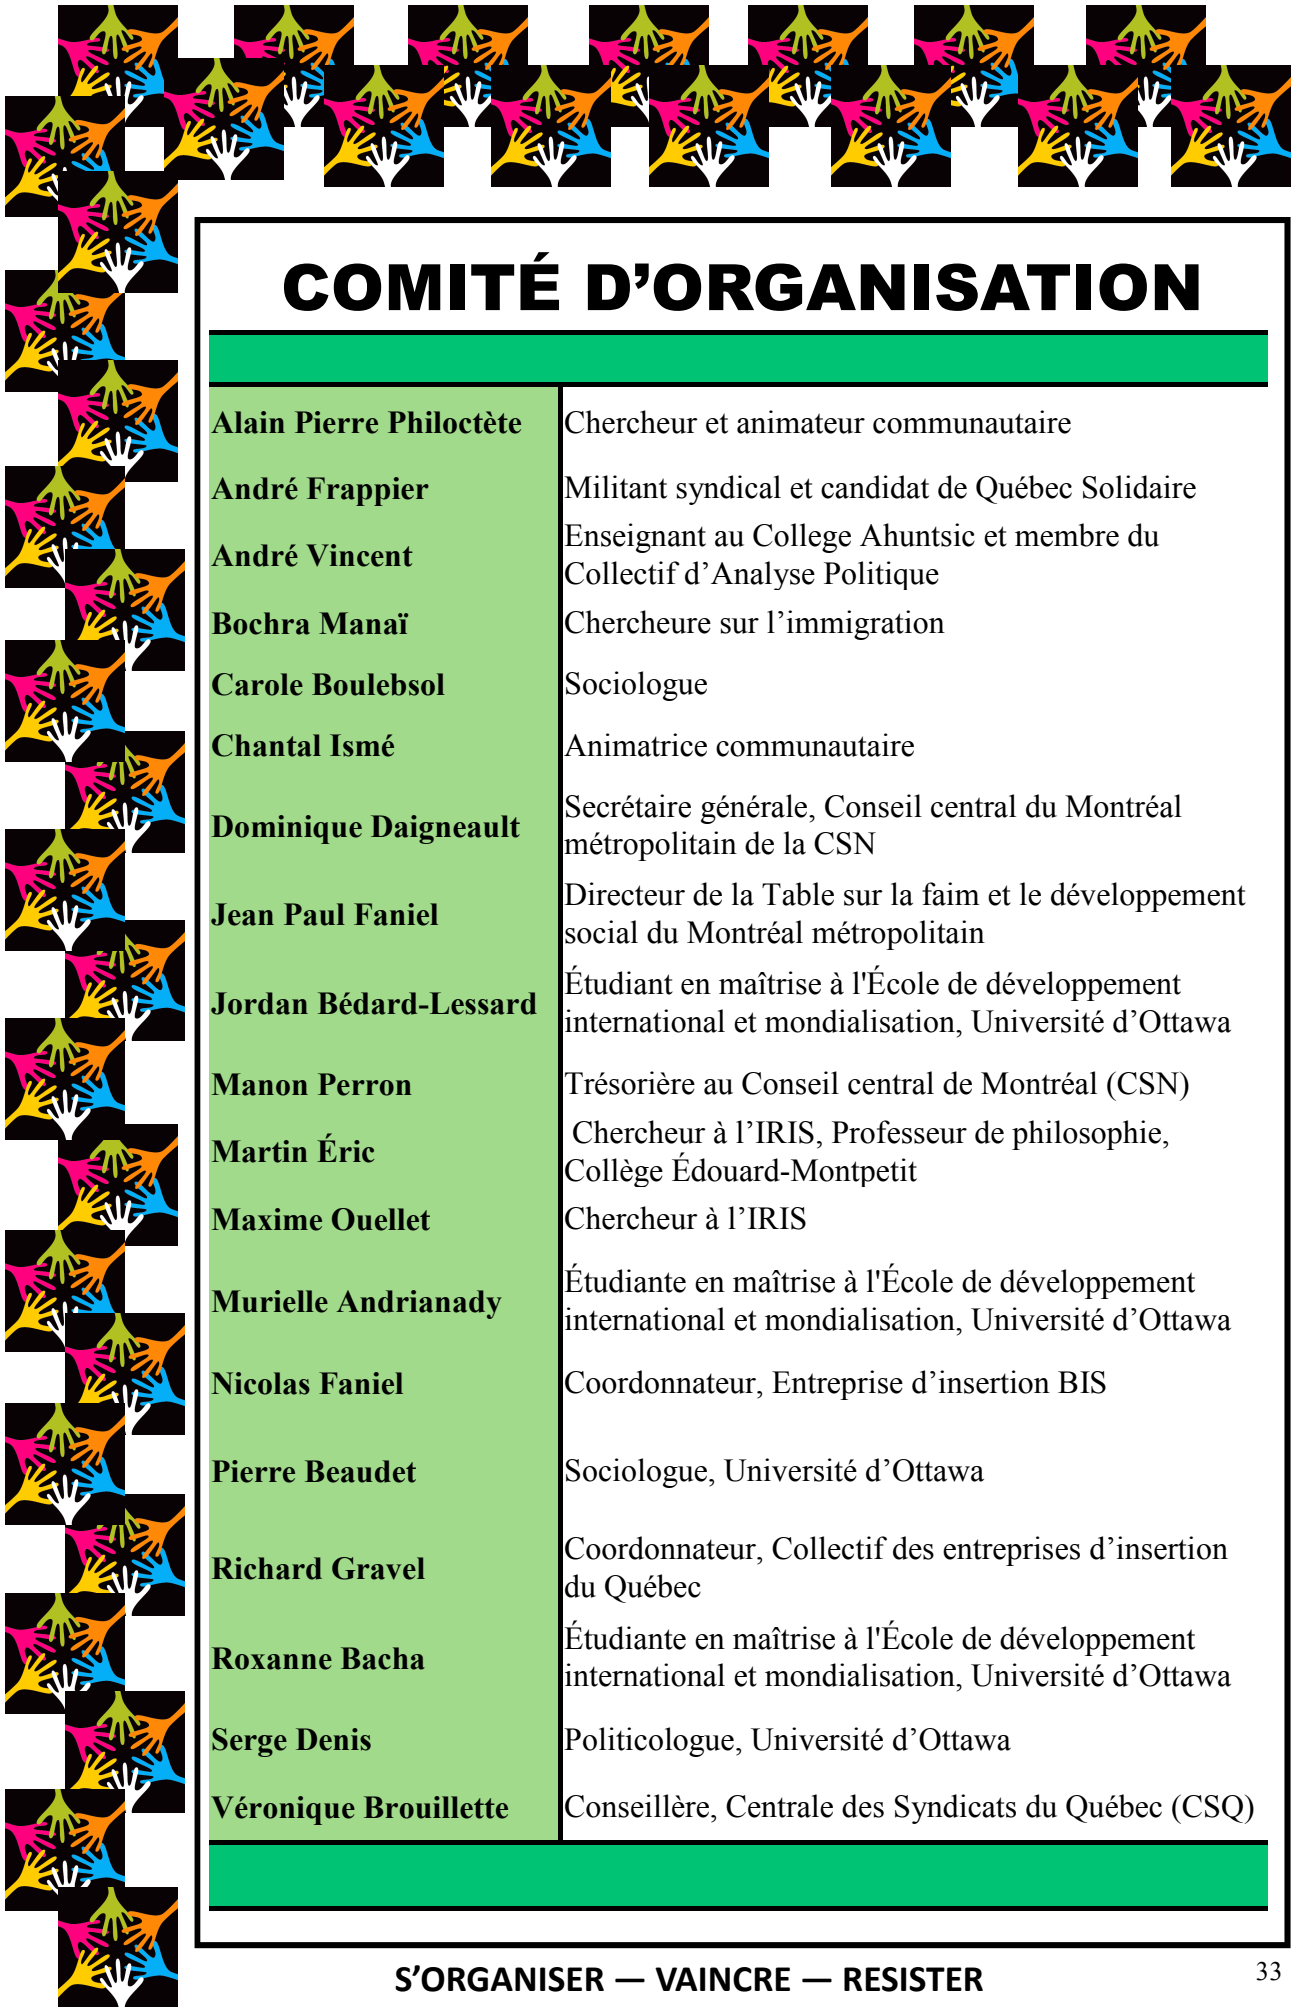 COMITÉ D’ORGANISATION
Alain Pierre Philoctète
Chercheur et animateur communautaire
André Frappier
Militant syndical et candidat de Québec Solidaire
André Vincent
Enseignant au College Ahuntsic et membre du
Collectif d’Analyse Politique
Bochra Manaï
Chercheure sur l’immigration
Carole Boulebsol
Sociologue
Chantal Ismé
Animatrice communautaire
Dominique Daigneault
Secrétaire générale, Conseil central du Montréal
métropolitain de la CSN
Jean Paul Faniel
Directeur de la Table sur la faim et le développement
social du Montréal métropolitain
Jordan Bédard-Lessard
Étudiant en maîtrise à l'École de développement
international et mondialisation, Université d’Ottawa
Manon Perron
Trésorière au Conseil central de Montréal (CSN)
Martin Éric
Chercheur à l’IRIS, Professeur de philosophie,
Collège Édouard-Montpetit
Maxime Ouellet
Chercheur à l’IRIS
Murielle Andrianady
Étudiante en maîtrise à l'École de développement
international et mondialisation, Université d’Ottawa
Nicolas Faniel
Coordonnateur, Entreprise d’insertion BIS
Pierre Beaudet
Sociologue, Université d’Ottawa
Richard Gravel
Coordonnateur, Collectif des entreprises d’insertion
du Québec
Roxanne Bacha
Étudiante en maîtrise à l'École de développement
international et mondialisation, Université d’Ottawa
Serge Denis
Politicologue, Université d’Ottawa
Véronique Brouillette
Conseillère, Centrale des Syndicats du Québec (CSQ)
S’ORGANISER — VAINCRE — RESISTER
33